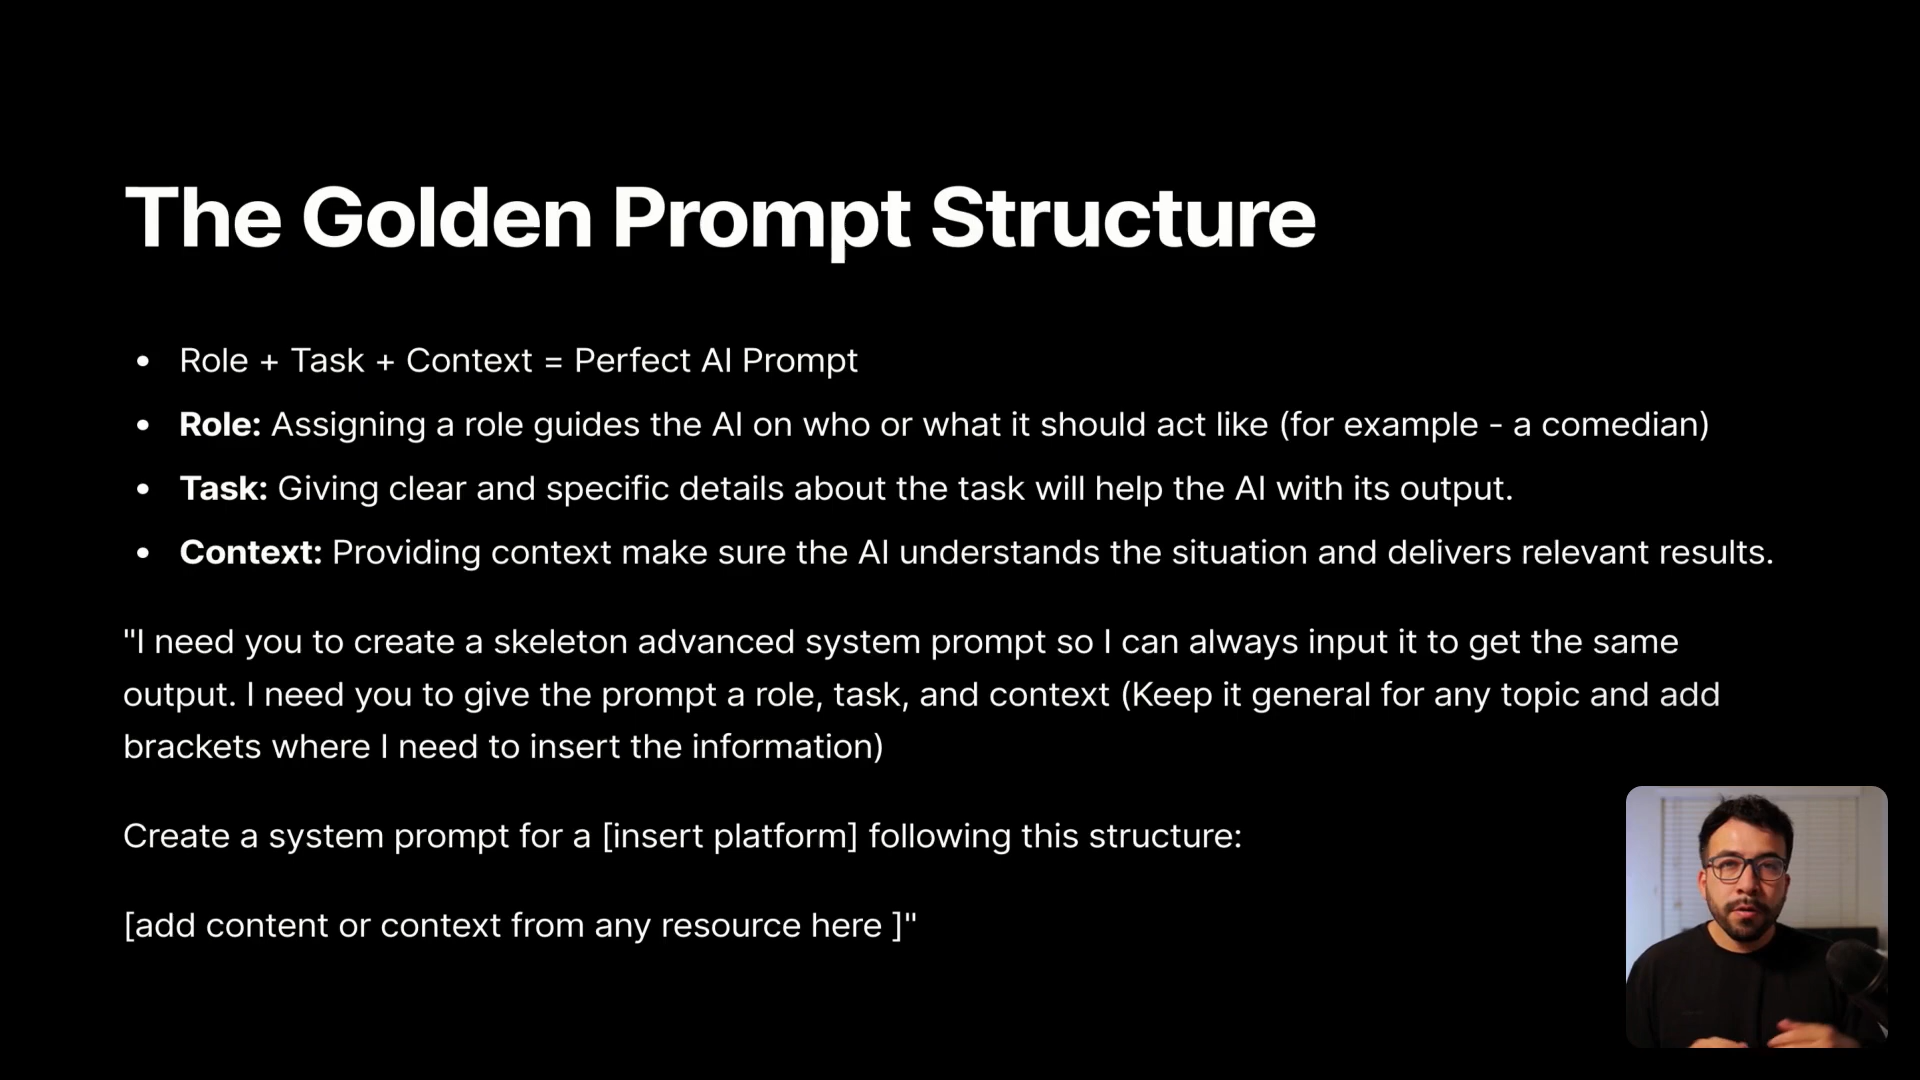 The Golden Prompt Structure
• Role + Task + Context = Perfect AI Prompt
• Role: Assigning a role guides the AI on who or what it should act like (for example - a comedian)
• Task: Giving clear and specific details about the task will help the AI with its output.
• Context: Providing context make sure the AI understands the situation and delivers relevant results.
"I need you to create a skeleton advanced system prompt so I can always input it to get the same
output. I need you to give the prompt a role, task, and context (Keep it general for any topic and add
brackets where I need to insert the information)
Create a system prompt for a [insert platform] following this structure:
[add content or context from any resource here ]"